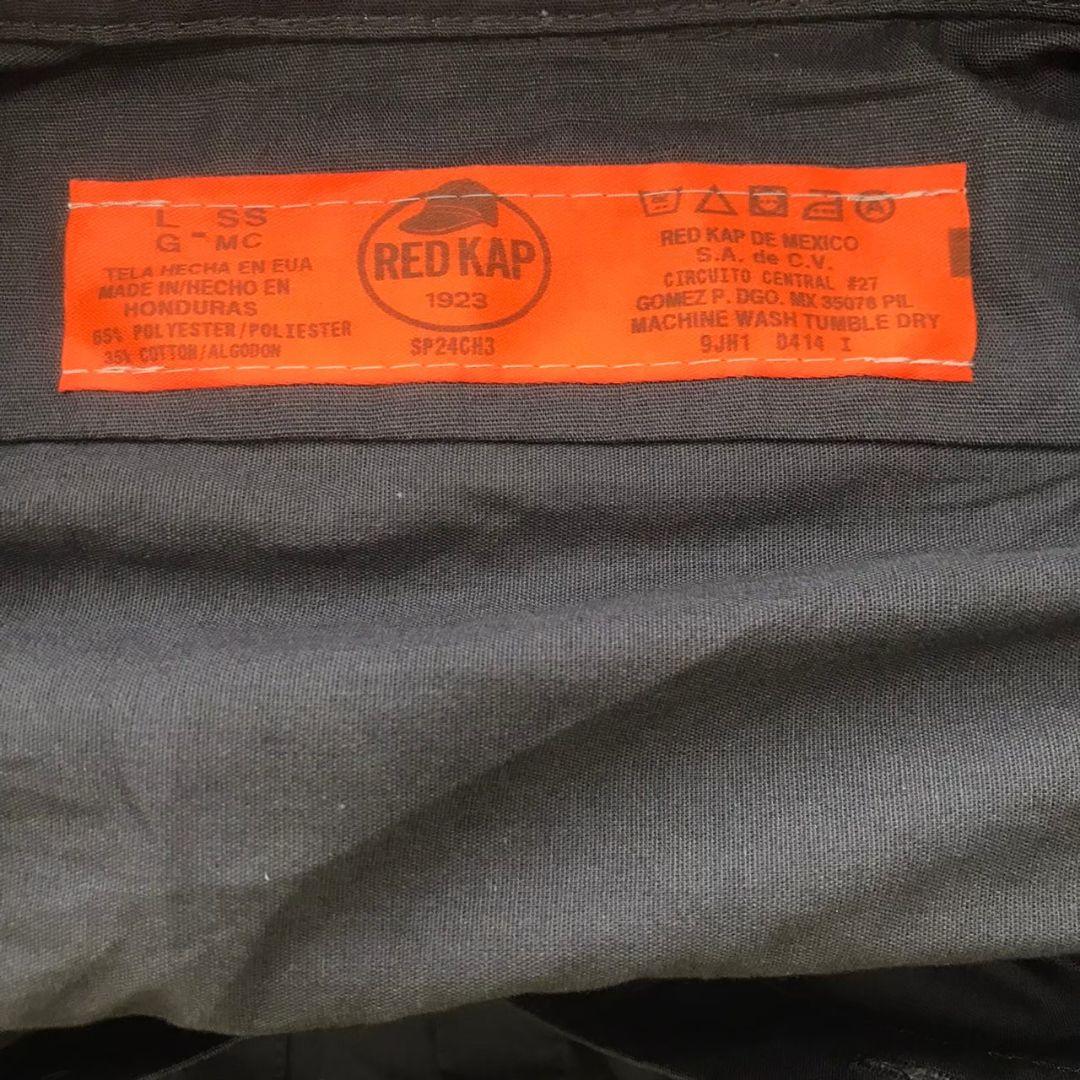 L - SS
G MC
TELA HECHA EN EUA
MADE IN/HECHO EN
HONDURAS
65% POLYESTER/POLIESTER
35% COTTON/ALGODON
RED KAP
1923
SP24CH3
RED KAP DE MEXICO
S.A. de C.V.
CIRCUITO CENTRAL #27
GOMEZ P. DGO. MX 35078 PIL
MACHINE WASH TUMBLE DRY
9JH1 0414 I